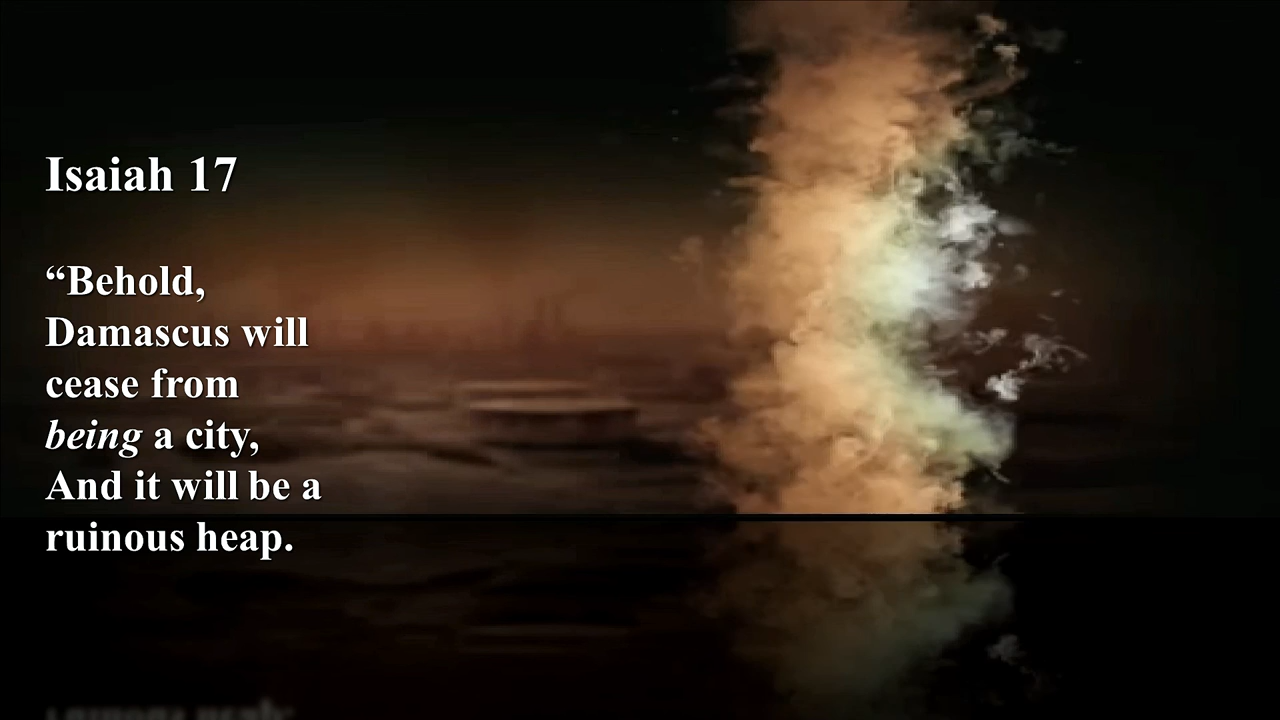 Isaiah 17
“Behold,
Damascus will
cease from
being a city,
And it will be a
ruinous heap.